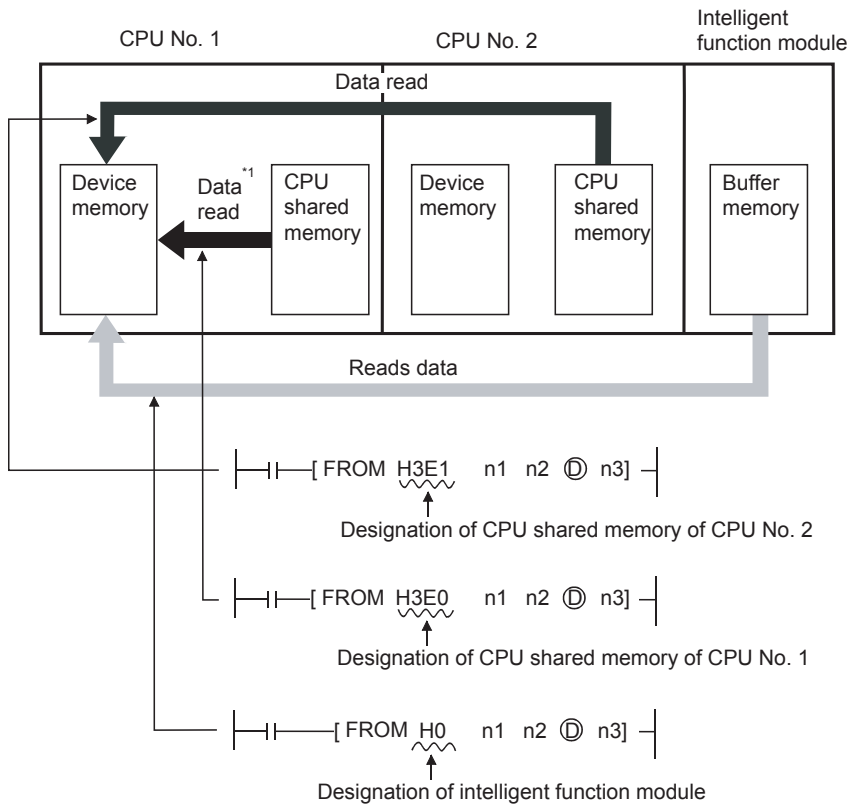 CPU No. 1
CPU No. 2
Intelligent
function module
Data read
Device
memory
Data *1
read
CPU
shared
memory
Device
memory
CPU
shared
memory
Buffer
memory
Reads data
[ FROM H3E1 n1 n2 Ⓓ n3]
Designation of CPU shared memory of CPU No. 2
[ FROM H3E0 n1 n2 Ⓓ n3]
Designation of CPU shared memory of CPU No. 1
[ FROM H0 n1 n2 Ⓓ n3]
Designation of intelligent function module